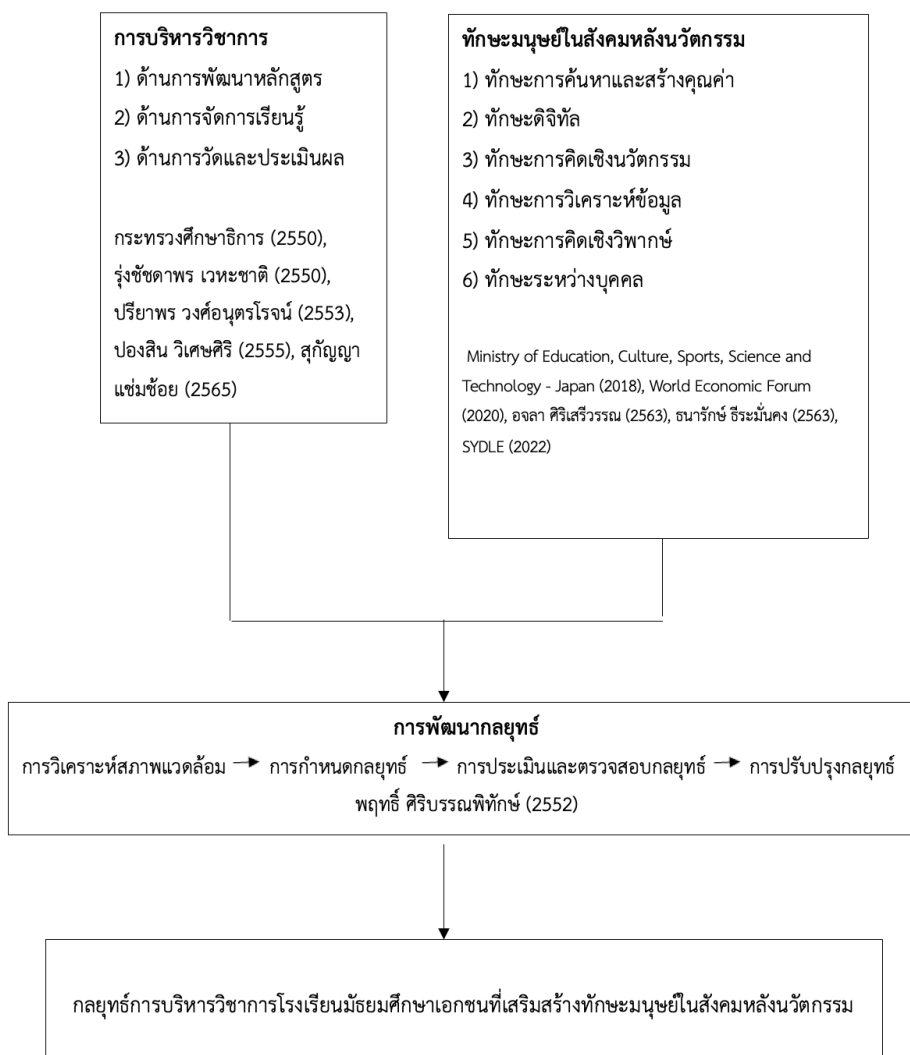 การบริหารวิชาการ
1) ด้านการพัฒนาหลักสูตร
2) ด้านการจัดการเรียนรู้
3) ด้านการวัดและประเมินผล
กระทรวงศึกษาธิการ (2550),
รุ่งชัชดาพร เวหะชาติ (2550),
ปรียาพร วงศ์อนุตรโรจน์ (2553),
ปองสิน วิเศษศิริ (2555), สุกัญญา
แช่มช้อย (2565)
ทักษะมนุษย์ในสังคมหลังนวัตกรรม
1) ทักษะการค้นหาและสร้างคุณค่า
2) ทักษะดิจิทัล
3) ทักษะการคิดเชิงนวัตกรรม
4) ทักษะการวิเคราะห์ข้อมูล
5) ทักษะการคิดเชิงวิพากษ์
6) ทักษะระหว่างบุคคล
Ministry of Education, Culture, Sports, Science and
Technology - Japan (2018), World Economic Forum
(2020), อจลา ศิริเสรีวรรณ (2563), ธนารักษ์ ธีระมั่นคง (2563),
SYDLE (2022)
การพัฒนากลยุทธ์
การวิเคราะห์สภาพแวดล้อม → การกำหนดกลยุทธ์ → การประเมินและตรวจสอบกลยุทธ์ → การปรับปรุงกลยุทธ์
พฤทธิ์ ศิริบรรณพิทักษ์ (2552)
กลยุทธ์การบริหารวิชาการโรงเรียนมัธยมศึกษาเอกชนที่เสริมสร้างทักษะมนุษย์ในสังคมหลังนวัตกรรม